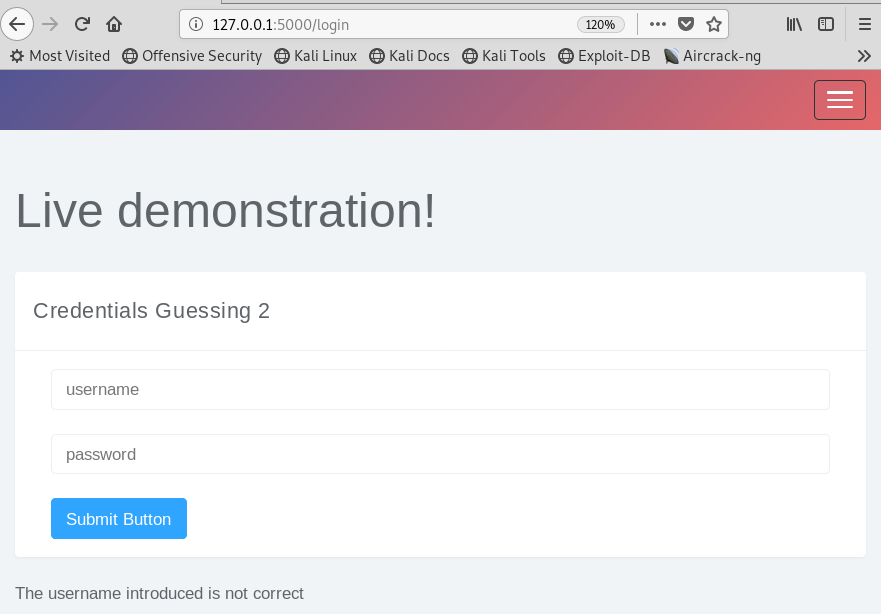 127.0.0.1:5000/login 120%
Most Visited Offensive Security Kali Linux Kali Docs Kali Tools Exploit-DB Aircrack-ng
Live demonstration!
Credentials Guessing 2
username
password
Submit Button
The username introduced is not correct